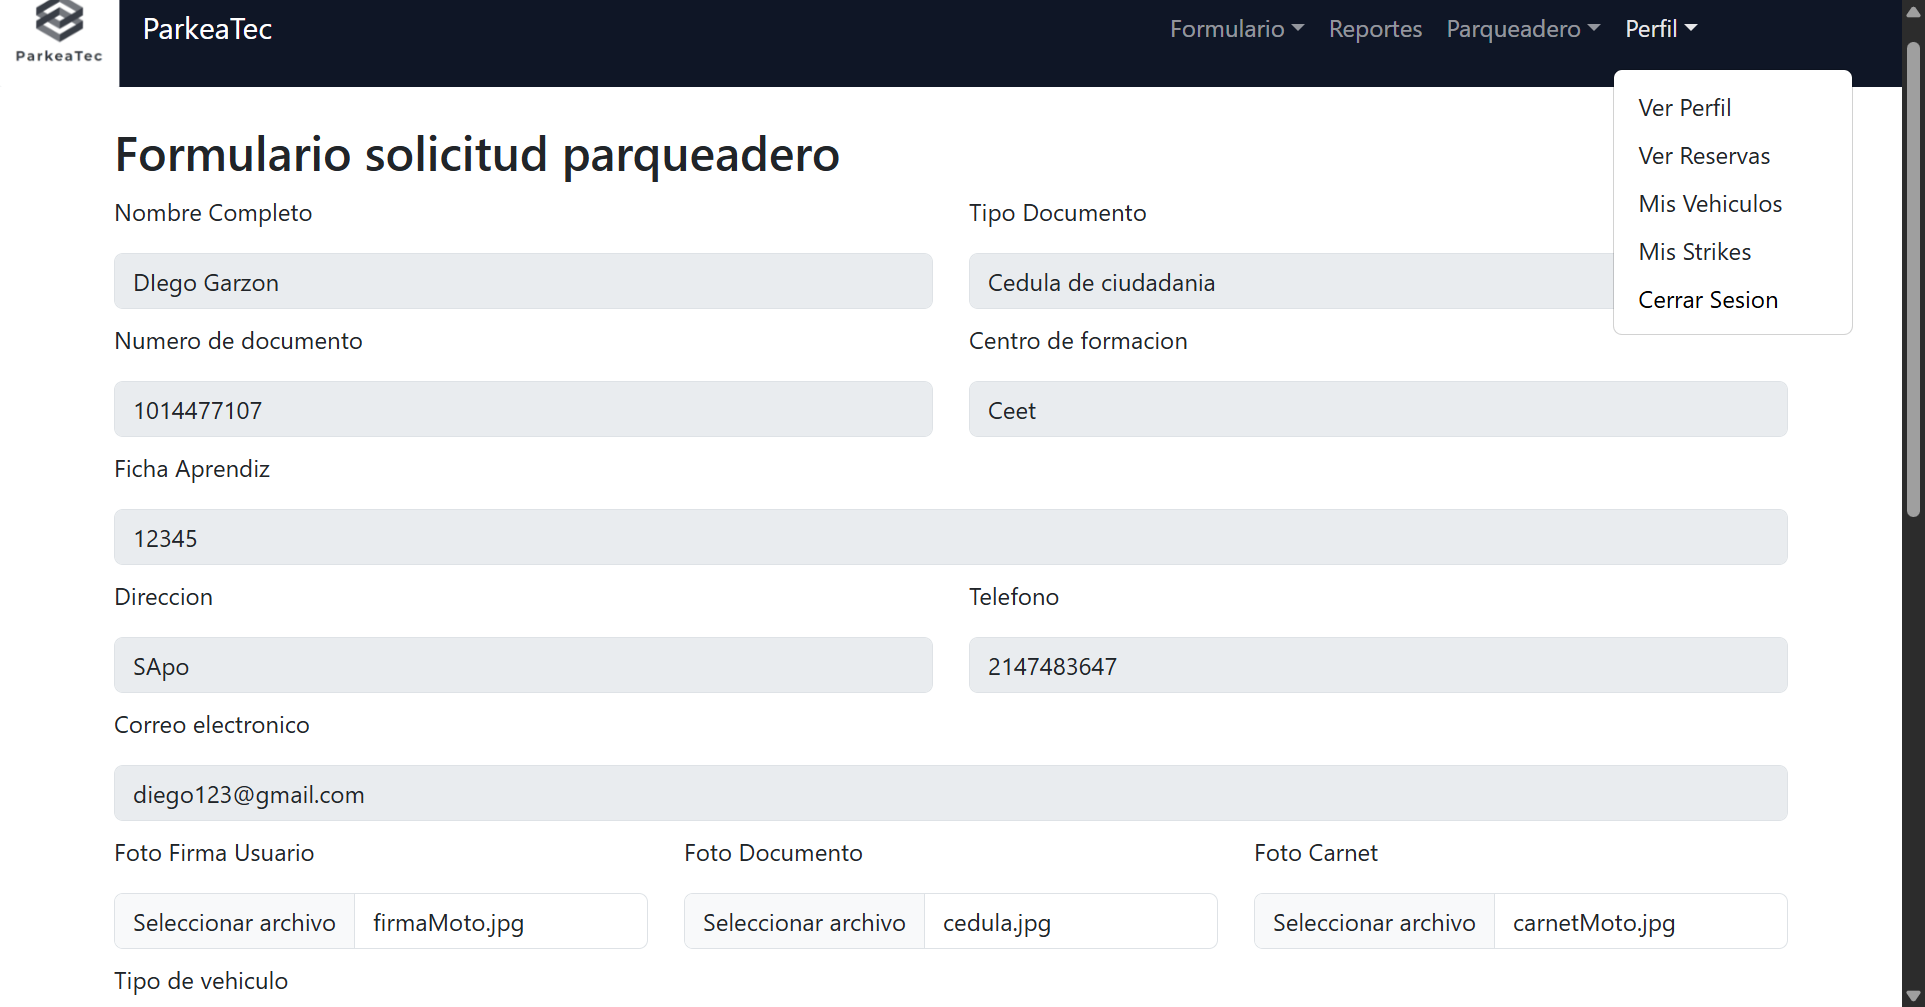 ParkeaTec
ParkeaTec
Formulario
Reportes
Parqueadero
Perfil
Ver Perfil
Ver Reservas
Mis Vehiculos
Mis Strikes
Cerrar Sesion
Formulario solicitud parqueadero
Nombre Completo
Tipo Documento
DIego Garzon
Cedula de ciudadania
Numero de documento
Centro de formacion
1014477107
Ceet
Ficha Aprendiz
12345
Direccion
Telefono
SApo
2147483647
Correo electronico
diego123@gmail.com
Foto Firma Usuario
Foto Documento
Foto Carnet
Seleccionar archivo firmaMoto.jpg
Seleccionar archivo cedula.jpg
Seleccionar archivo carnetMoto.jpg
Tipo de vehiculo